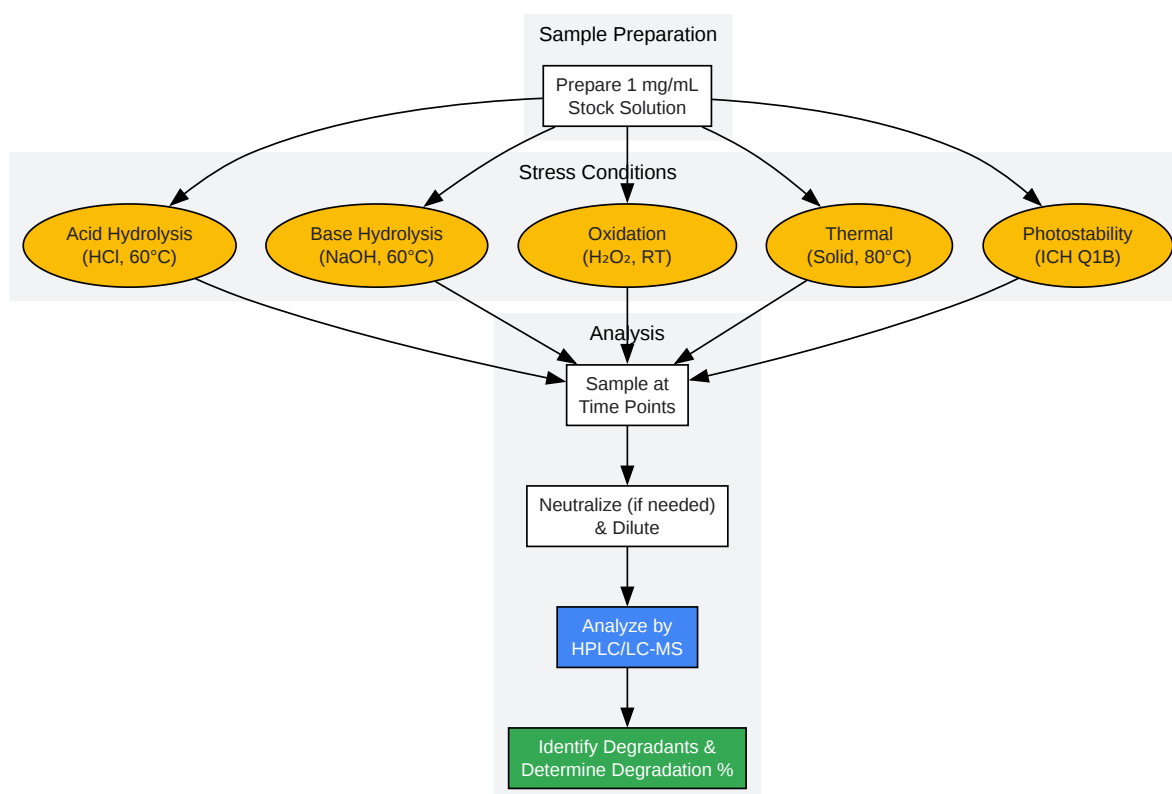 Sample Preparation
Prepare 1 mg/mL
Stock Solution
Stress Conditions
Acid Hydrolysis
(HCl, 60°C)
Base Hydrolysis
(NaOH, 60°C)
Oxidation
(H₂O₂, RT)
Thermal
(Solid, 80°C)
Photostability
(ICH Q1B)
Analysis
Sample at
Time Points
Neutralize (if needed)
& Dilute
Analyze by
HPLC/LC-MS
Identify Degradants &
Determine Degradation %